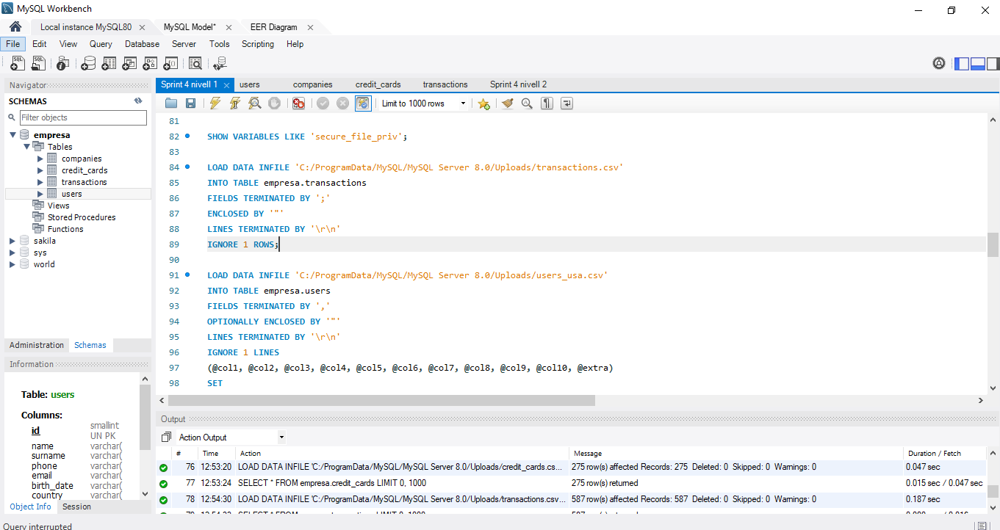 MySQL Workbench
Local instance MySQL80
MySQL Model*
EER Diagram
File Edit View Query Database Server Tools Scripting Help
Navigator
SCHEMAS
Filter objects
empresa
Tables
companies
credit_cards
transactions
users
Views
Stored Procedures
Functions
sakila
sys
world
Administration Schemas
Information
Table: users
Columns:
id smallint
UN PK
name varchar(
surname varchar(
phone varchar(
email varchar(
birth_date varchar(
country varchar(
Object Info Session
Query interrupted
Sprint 4 nivell 1 users companies credit_cards transactions Sprint 4 nivell 2
Limit to 1000 rows
81
82 SHOW VARIABLES LIKE 'secure_file_priv';
83
84 LOAD DATA INFILE 'C:/ProgramData/MySQL/MySQL Server 8.0/Uploads/transactions.csv'
85 INTO TABLE empresa.transactions
86 FIELDS TERMINATED BY ';'
87 ENCLOSED BY '"'
88 LINES TERMINATED BY '\r\n'
89 IGNORE 1 ROWS;
90
91 LOAD DATA INFILE 'C:/ProgramData/MySQL/MySQL Server 8.0/Uploads/users_usa.csv'
92 INTO TABLE empresa.users
93 FIELDS TERMINATED BY ','
94 OPTIONALLY ENCLOSED BY '"'
95 LINES TERMINATED BY '\r\n'
96 IGNORE 1 LINES
97 (@col1, @col2, @col3, @col4, @col5, @col6, @col7, @col8, @col9, @col10, @extra)
98 SET
Output
Action Output
# Time Action Message Duration / Fetch
76 12:53:20 LOAD DATA INFILE 'C:/ProgramData/MySQL/MySQL Server 8.0/Uploads/credit_cards.cs... 275 row(s) affected Records: 275 Deleted: 0 Skipped: 0 Warnings: 0 0.047 sec
77 12:53:24 SELECT * FROM empresa.credit_cards LIMIT 0, 1000 275 row(s) returned 0.015 sec / 0.047 sec
78 12:54:30 LOAD DATA INFILE 'C:/ProgramData/MySQL/MySQL Server 8.0/Uploads/transactions.csv... 587 row(s) affected Records: 587 Deleted: 0 Skipped: 0 Warnings: 0 0.187 sec